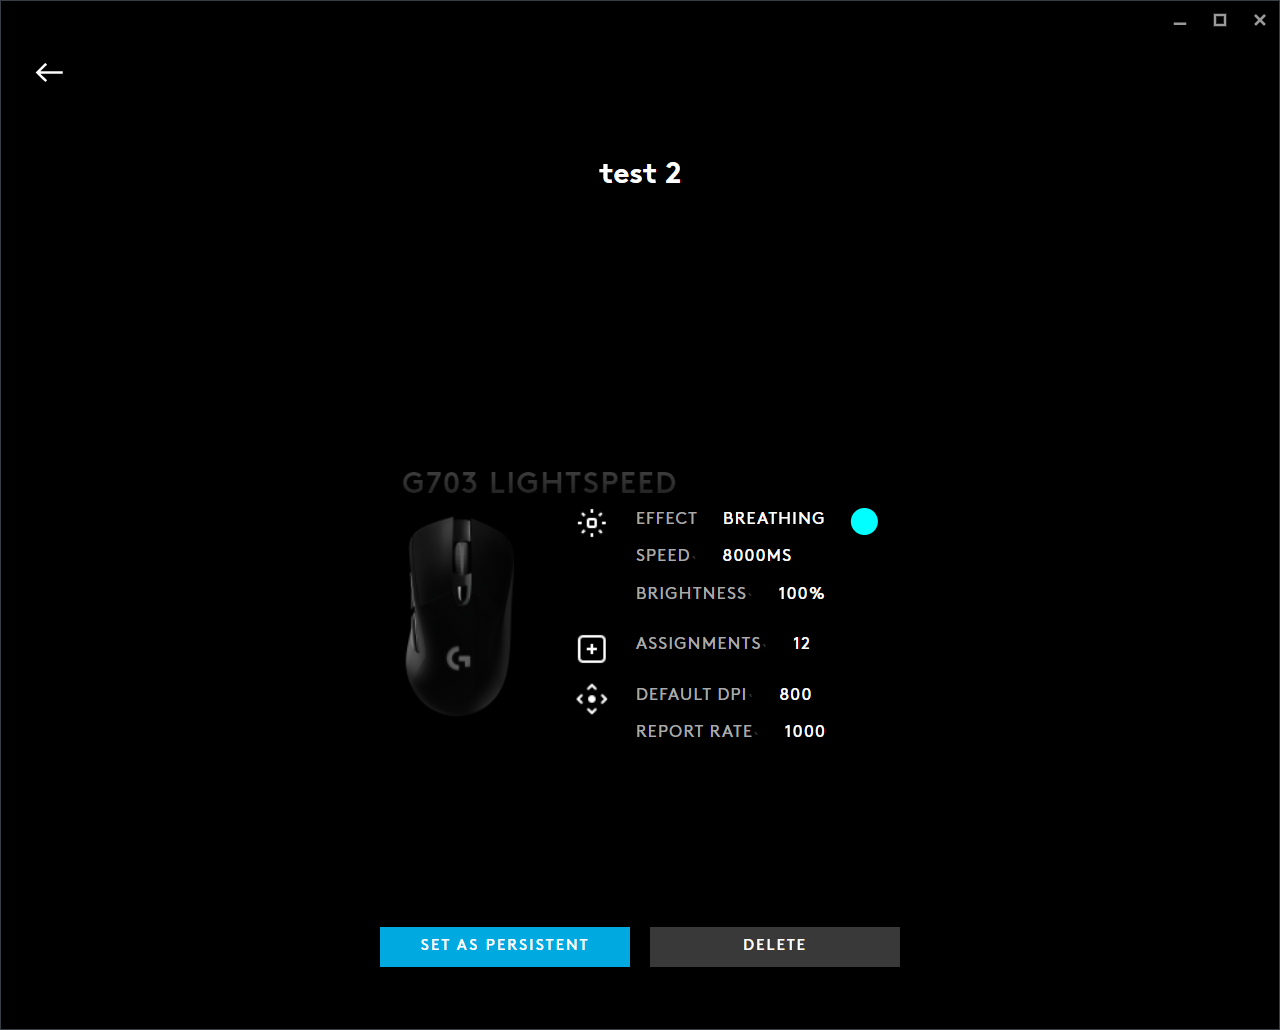 test 2
G703 LIGHTSPEED
EFFECT BREATHING
SPEED 8000MS
BRIGHTNESS 100%
ASSIGNMENTS 12
DEFAULT DPI 800
REPORT RATE 1000
SET AS PERSISTENT DELETE